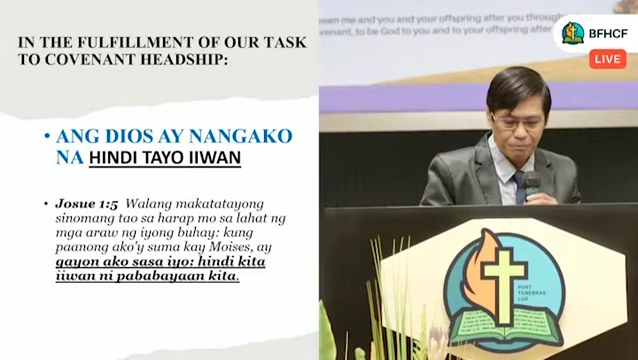 IN THE FULFILLMENT OF OUR TASK
TO COVENANT HEADSHIP:
• ANG DIOS AY NANGAKO
NA HINDI TAYO IIWAN
• Josue 1:5 Walang makatatayong
sinomang tao sa harap mo sa lahat ng
mga araw ng iyong buhay: kung
paanong ako'y suma kay Moises, ay
gayon ako sasa iyo: hindi kita
iiwan ni pababayaan kita.
een me and you and your offspring after you through
venant, to be God to you and to your offspring after
BFHCF
LIVE
POST
TENEBRAS
LUX